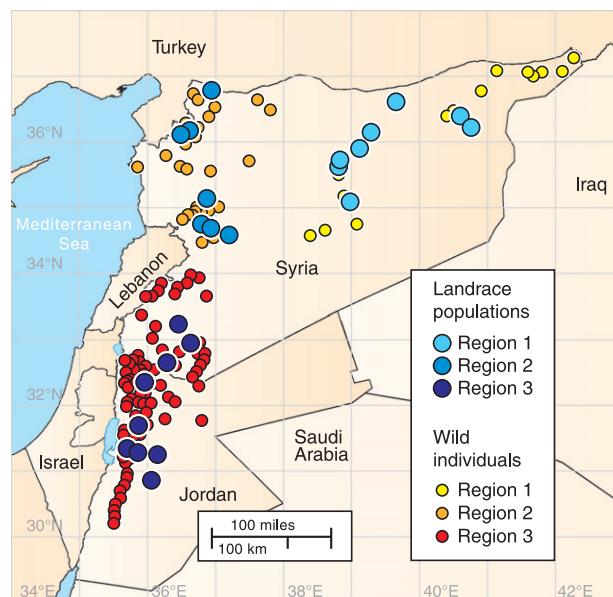 Turkey
36°N
Iraq
Mediterranean
Sea
Lebanon
34°N
Syria
Landrace
populations
Region 1
Region 2
Region 3
32°N
Saudi
Arabia
Israel
Wild
individuals
Region 1
Region 2
Region 3
Jordan
30°N
100 miles
100 km
34°E
36°E
38°E
40°E
42°E